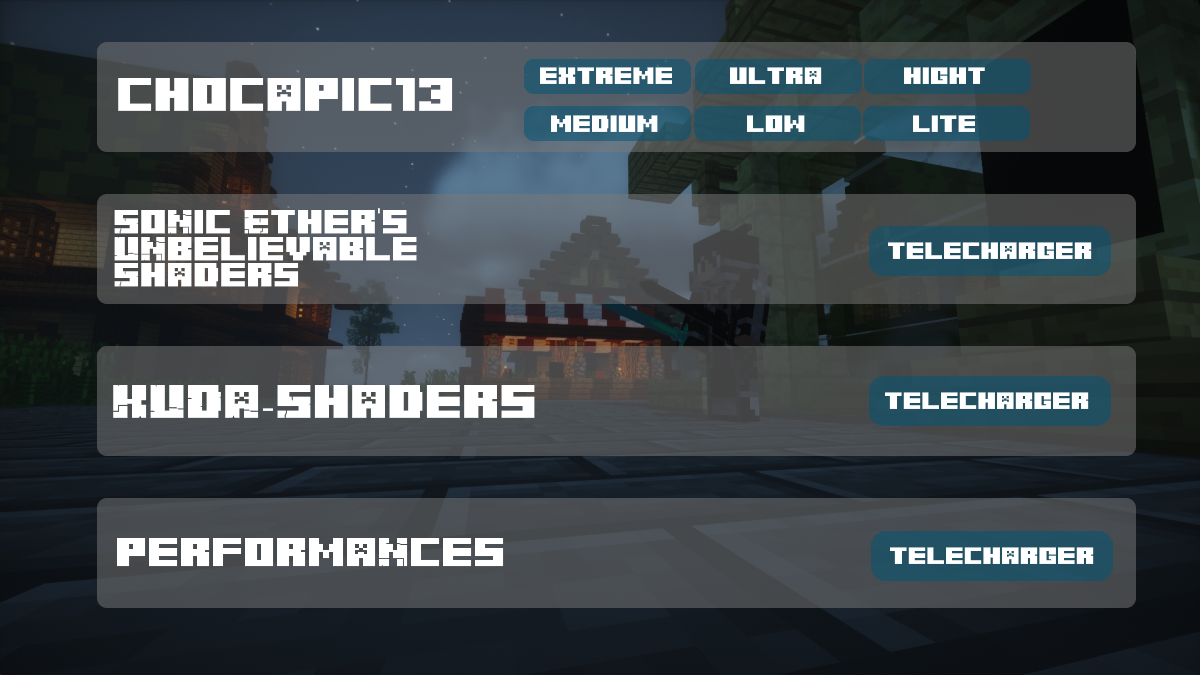 CHOCAPIC13
EXTREME ULTRA HIGHT
MEDIUM LOW LITE
SONIC ETHER'S
UNBELIEVABLE
SHADERS
TELECHARGER
KUDA-SHADERS
TELECHARGER
PERFORMANCES
TELECHARGER